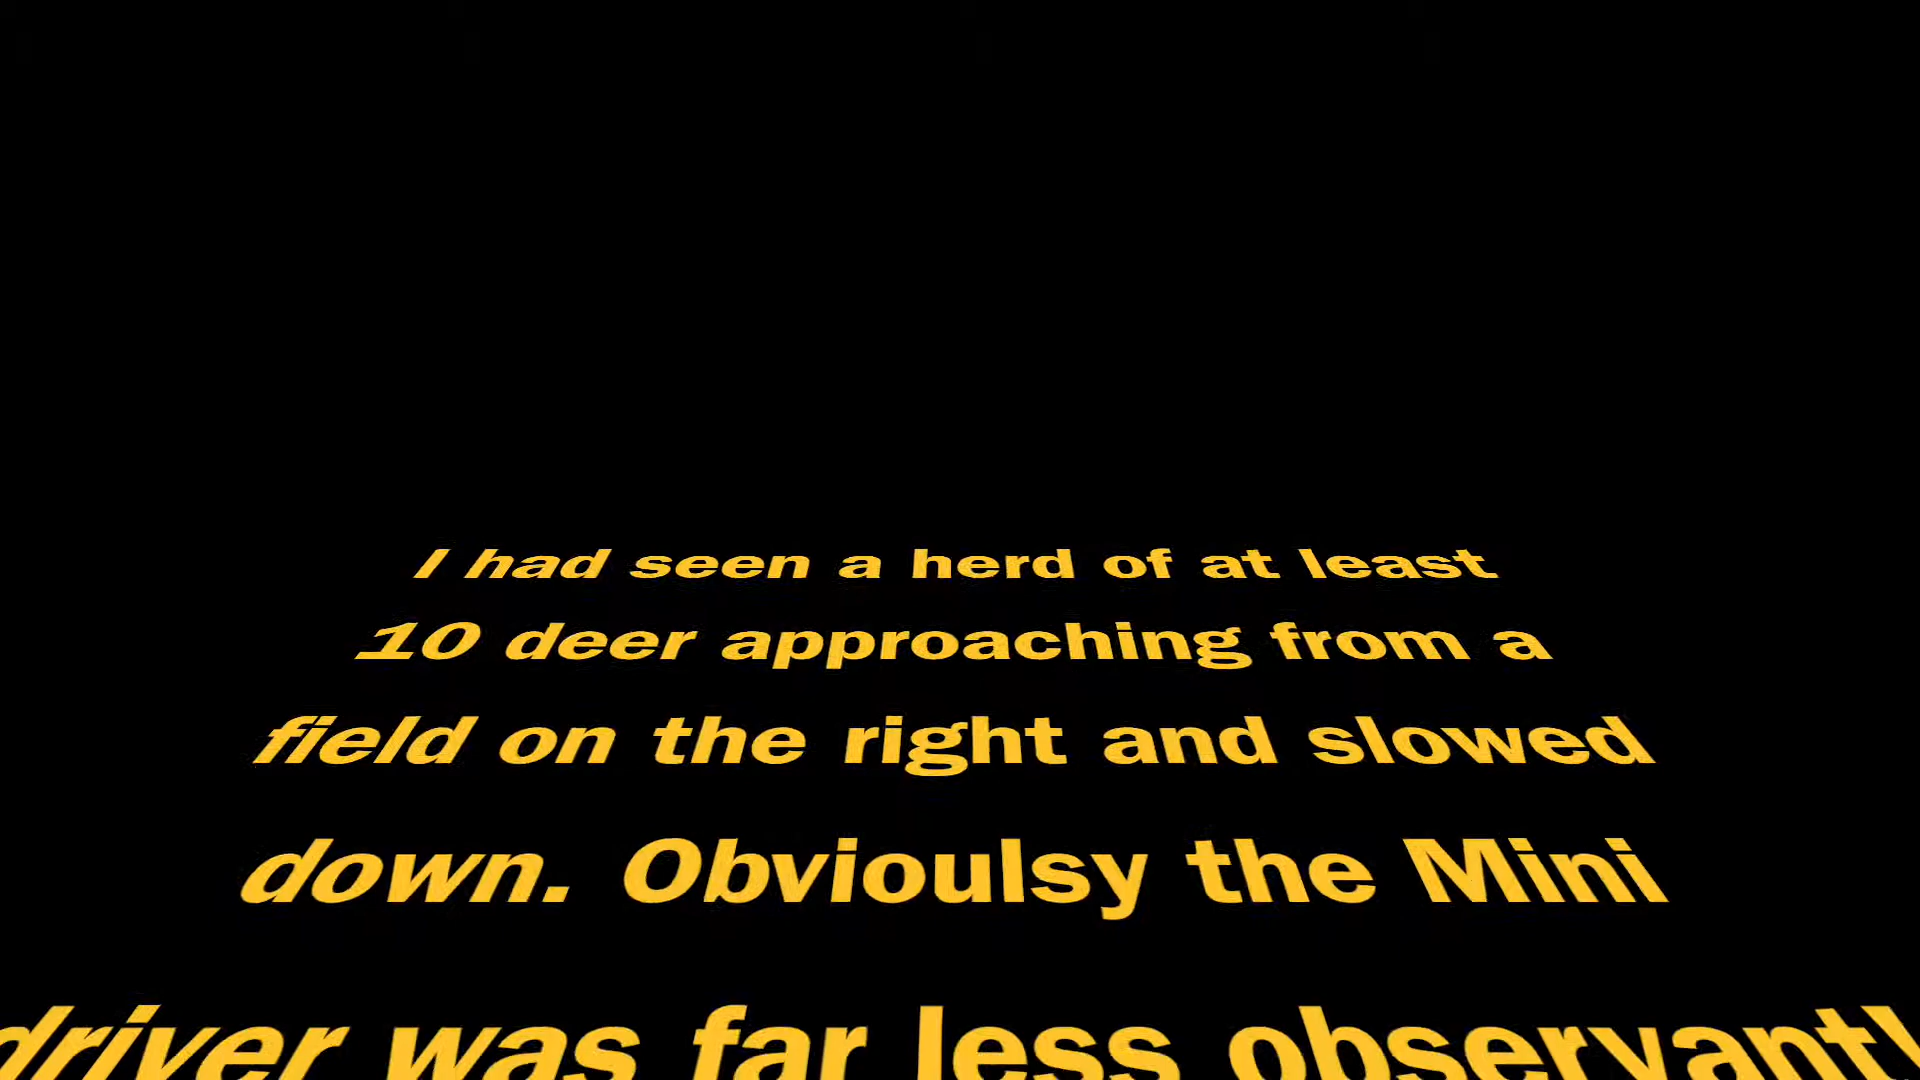 I had seen a herd of at least
10 deer approaching from a
field on the right and slowed
down. Obvioulsy the Mini
driver was far less observant!